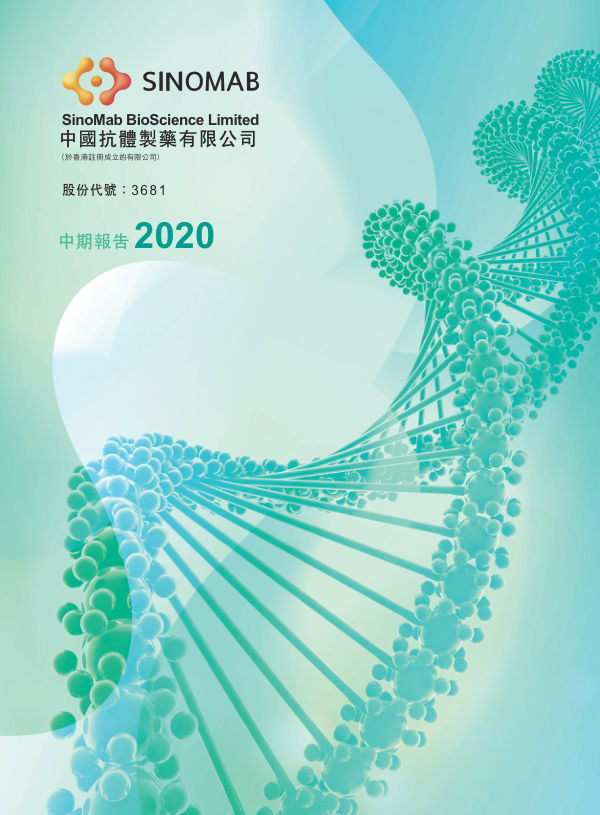 SINOMAB
SinoMab BioScience Limited
中國抗體製藥有限公司
（於香港註冊成立的有限公司）
股份代號：3681
中期報告 2020